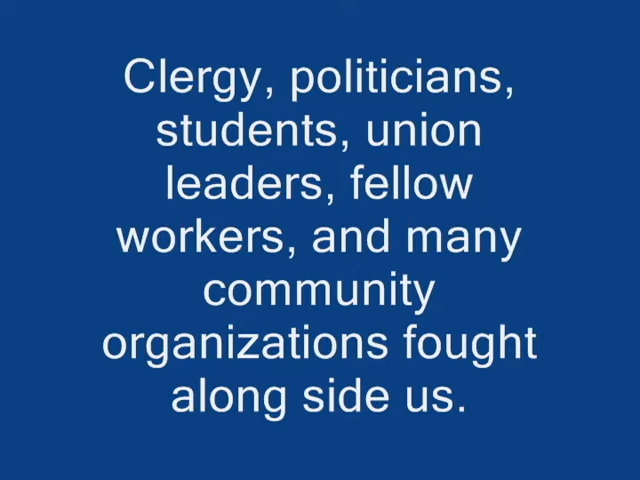 Clergy, politicians,
students, union
leaders, fellow
workers, and many
community
organizations fought
along side us.